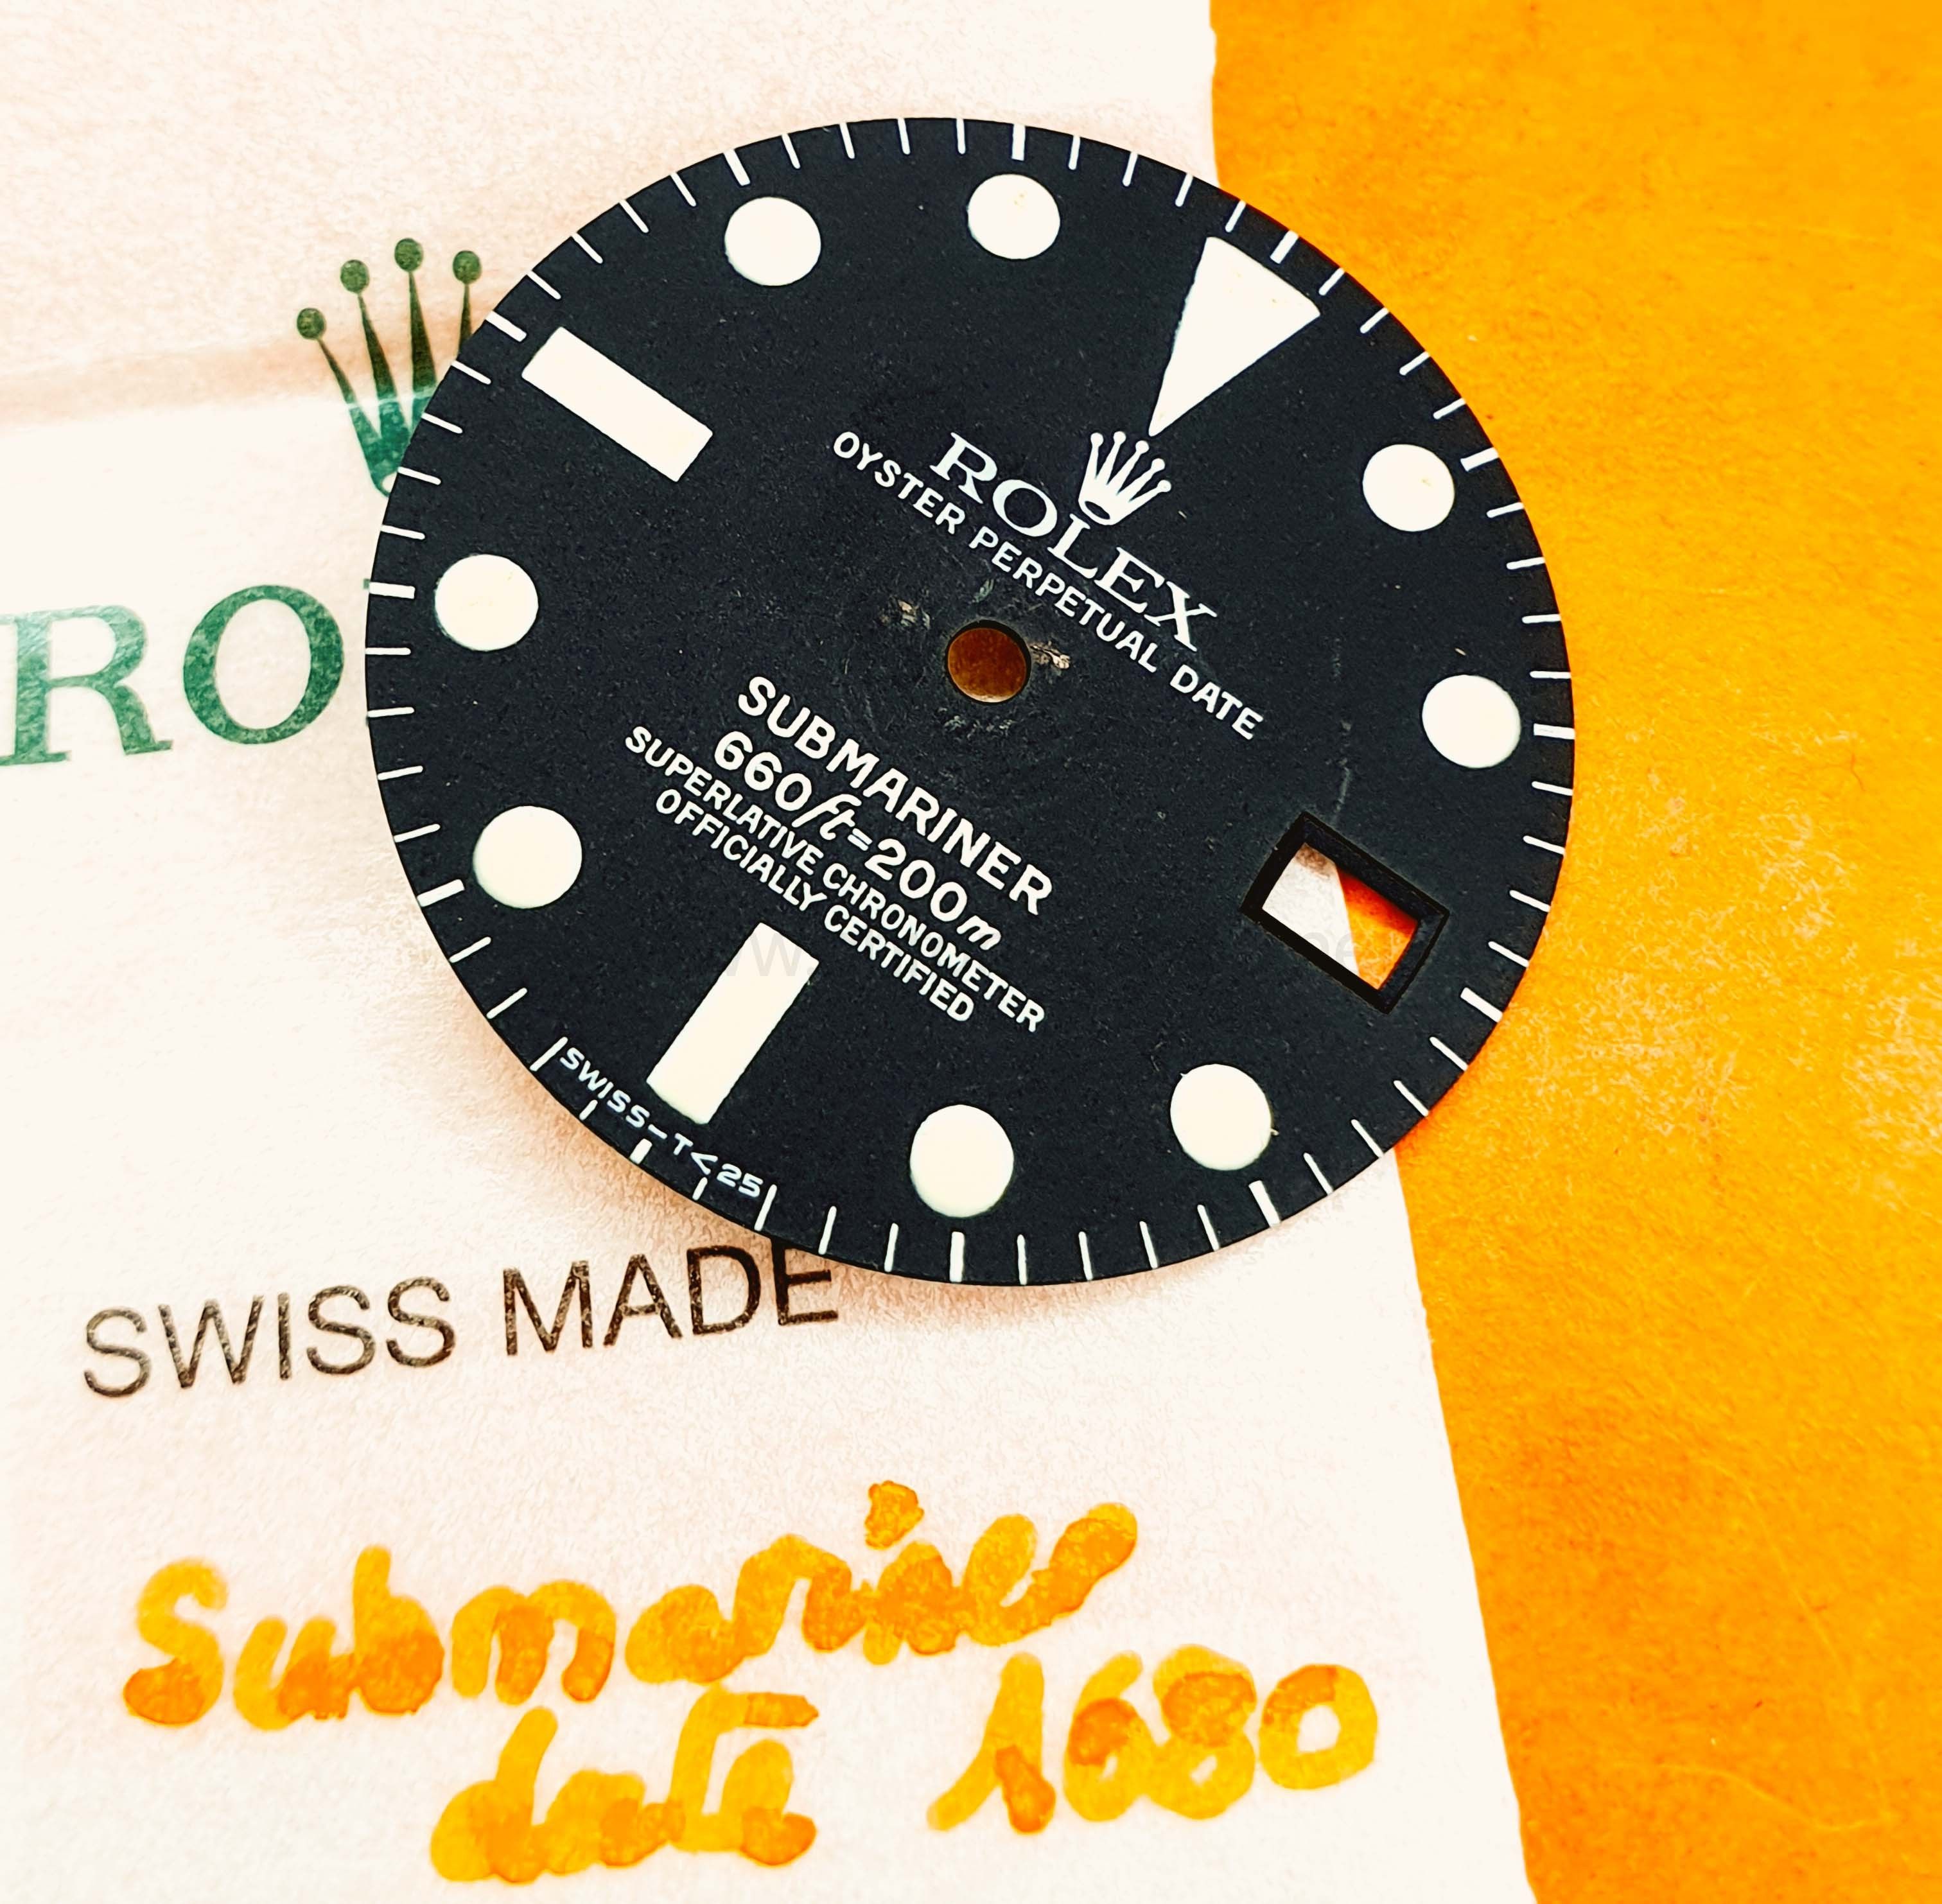 ROLEX
OYSTER PERPETUAL DATE
SUBMARINER
660ft=200m
SUPERLATIVE CHRONOMETER
OFFICIALLY CERTIFIED
SWISS-T<25
RO
SWISS MADE
Submariner
date 1680